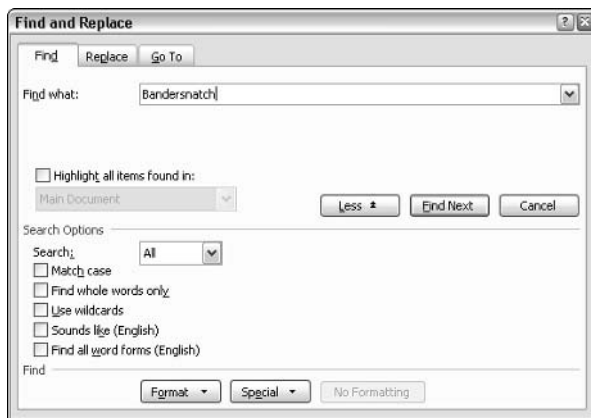 Find and Replace
Find Replace Go To
Find what: Bandersnatch
Highlight all items found in:
Main Document
Less Find Next Cancel
Search Options
Search: All
Match case
Find whole words only
Use wildcards
Sounds like (English)
Find all word forms (English)
Find
Format Special No Formatting